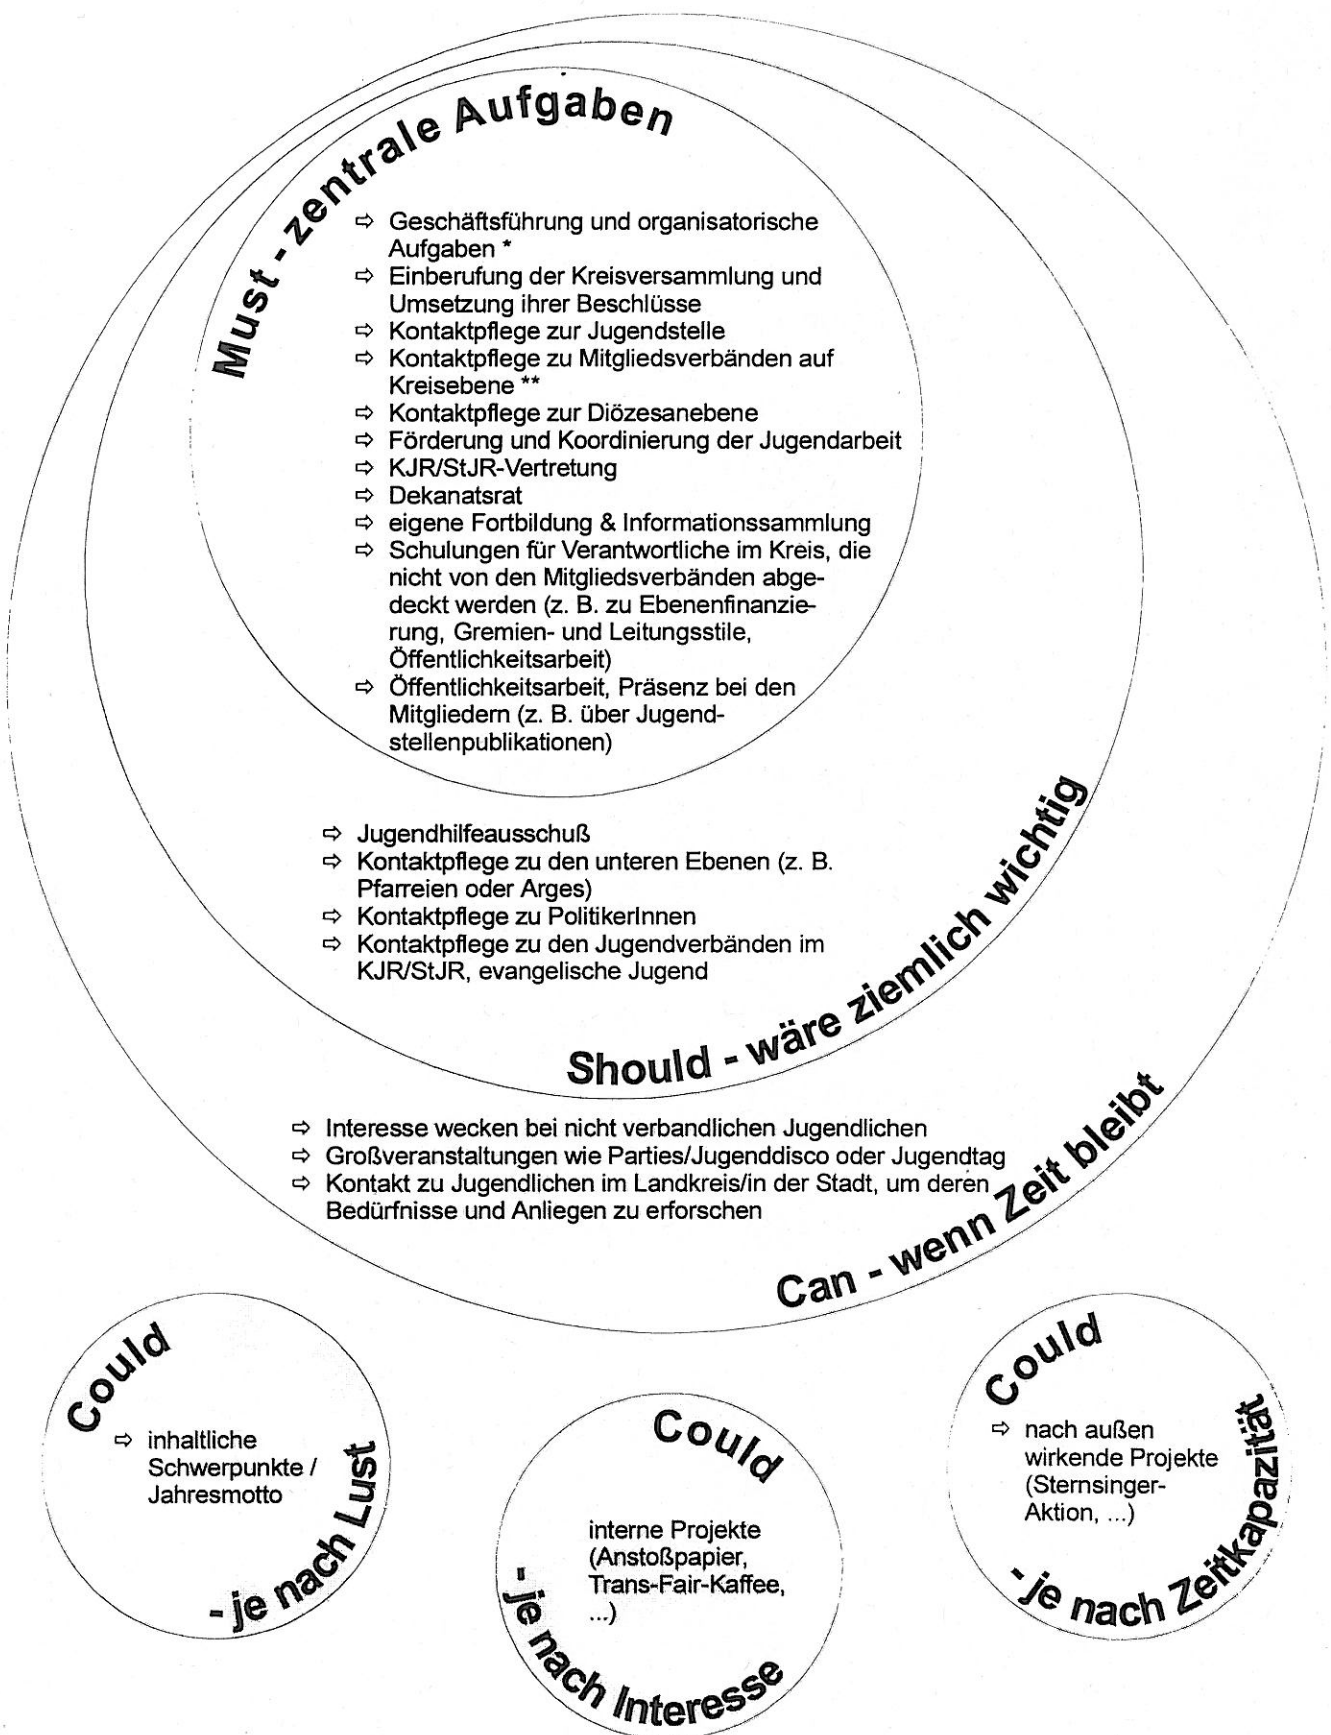 Must - zentrale Aufgaben
⇨ Geschäftsführung und organisatorische
Aufgaben *
⇨ Einberufung der Kreisversammlung und
Umsetzung ihrer Beschlüsse
⇨ Kontaktpflege zur Jugendstelle
⇨ Kontaktpflege zu Mitgliedsverbänden auf
Kreisebene **
⇨ Kontaktpflege zur Diözesanebene
⇨ Förderung und Koordinierung der Jugendarbeit
⇨ KJR/StJR-Vertretung
⇨ Dekanatsrat
⇨ eigene Fortbildung & Informationssammlung
⇨ Schulungen für Verantwortliche im Kreis, die
nicht von den Mitgliedsverbänden abge-
deckt werden (z. B. zu Ebenenfinanzie-
rung, Gremien- und Leitungsstile,
Öffentlichkeitsarbeit)
⇨ Öffentlichkeitsarbeit, Präsenz bei den
Mitgliedern (z. B. über Jugend-
stellenpublikationen)
⇨ Jugendhilfeausschuß
⇨ Kontaktpflege zu den unteren Ebenen (z. B.
Pfarreien oder Arges)
⇨ Kontaktpflege zu PolitikerInnen
⇨ Kontaktpflege zu den Jugendverbänden im
KJR/StJR, evangelische Jugend
Should - wäre ziemlich wichtig
⇨ Interesse wecken bei nicht verbandlichen Jugendlichen
⇨ Großveranstaltungen wie Parties/Jugenddisco oder Jugendtag
⇨ Kontakt zu Jugendlichen im Landkreis/in der Stadt, um deren
Bedürfnisse und Anliegen zu erforschen
Can - wenn Zeit bleibt
Could
⇨ inhaltliche
Schwerpunkte /
Jahresmotto
- je nach Lust
Could
interne Projekte
(Anstoßpapier,
Trans-Fair-Kaffee,
...)
- je nach Interesse
Could
⇨ nach außen
wirkende Projekte
(Sternsinger-
Aktion, ...)
- je nach Zeitkapazität